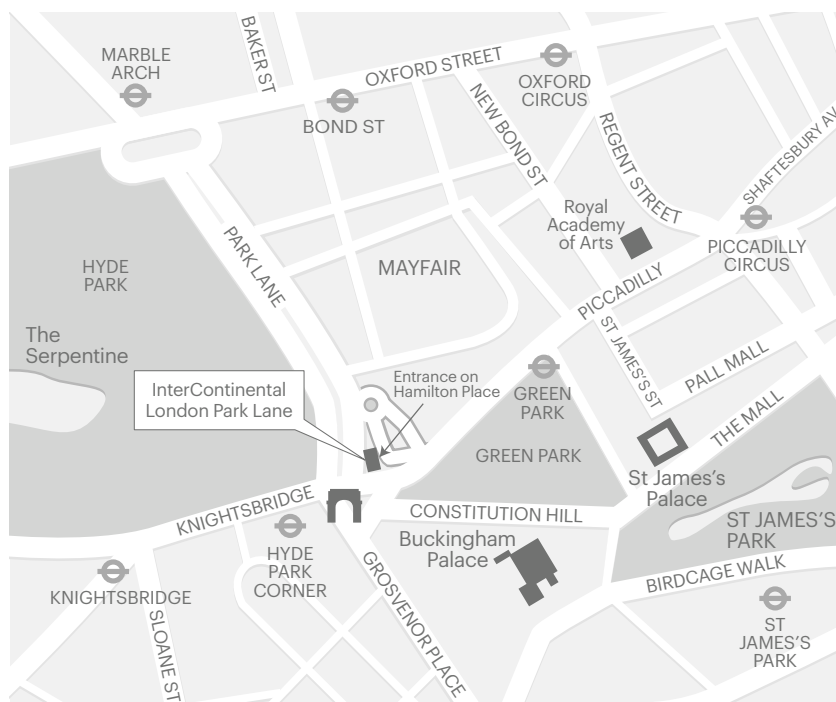 MARBLE
ARCH
BAKER ST
OXFORD STREET
OXFORD
CIRCUS
BOND ST
NEW BOND ST
REGENT STREET
SHAFTESBURY AV
Royal
Academy
of Arts
PICCADILLY
CIRCUS
HYDE
PARK
PARK LANE
MAYFAIR
PICCADILLY
The
Serpentine
ST JAMES'S ST
PALL MALL
InterContinental
London Park Lane
Entrance on
Hamilton Place
GREEN
PARK
THE MALL
GREEN PARK
St James's
Palace
KNIGHTSBRIDGE
CONSTITUTION HILL
ST JAMES'S
PARK
Buckingham
Palace
HYDE
PARK
CORNER
BIRDCAGE WALK
KNIGHTSBRIDGE
GROSVENOR PLACE
SLOANE ST
ST
JAMES'S
PARK